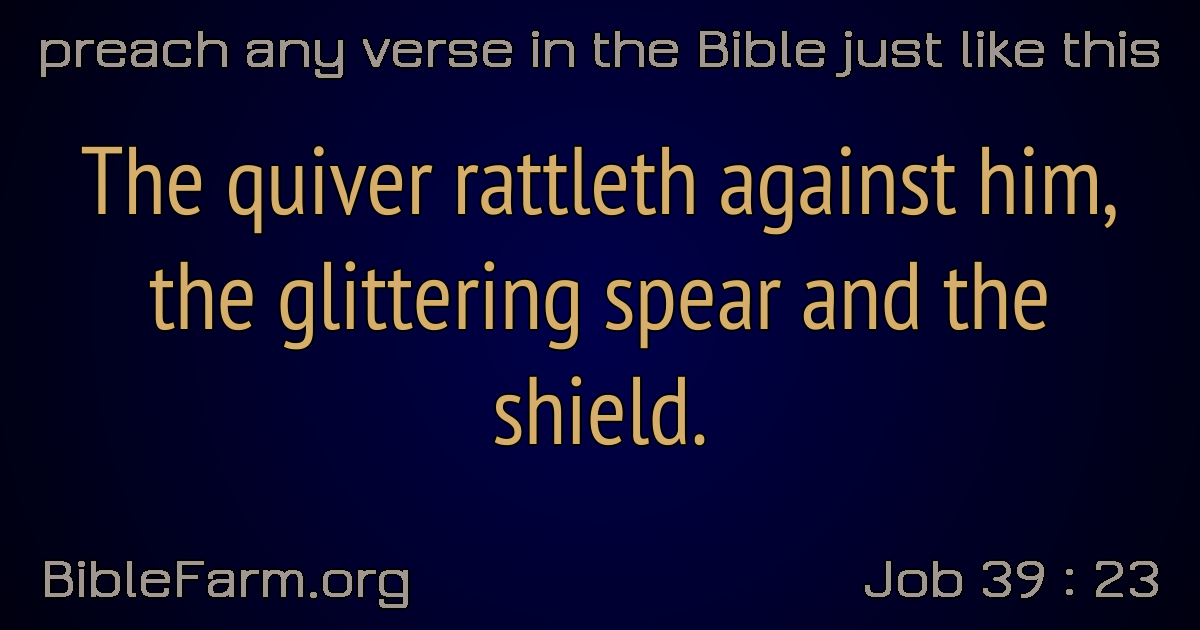 preach any verse in the Bible just like this
The quiver rattleth against him,
the glittering spear and the
shield.
BibleFarm.org
Job 39 : 23